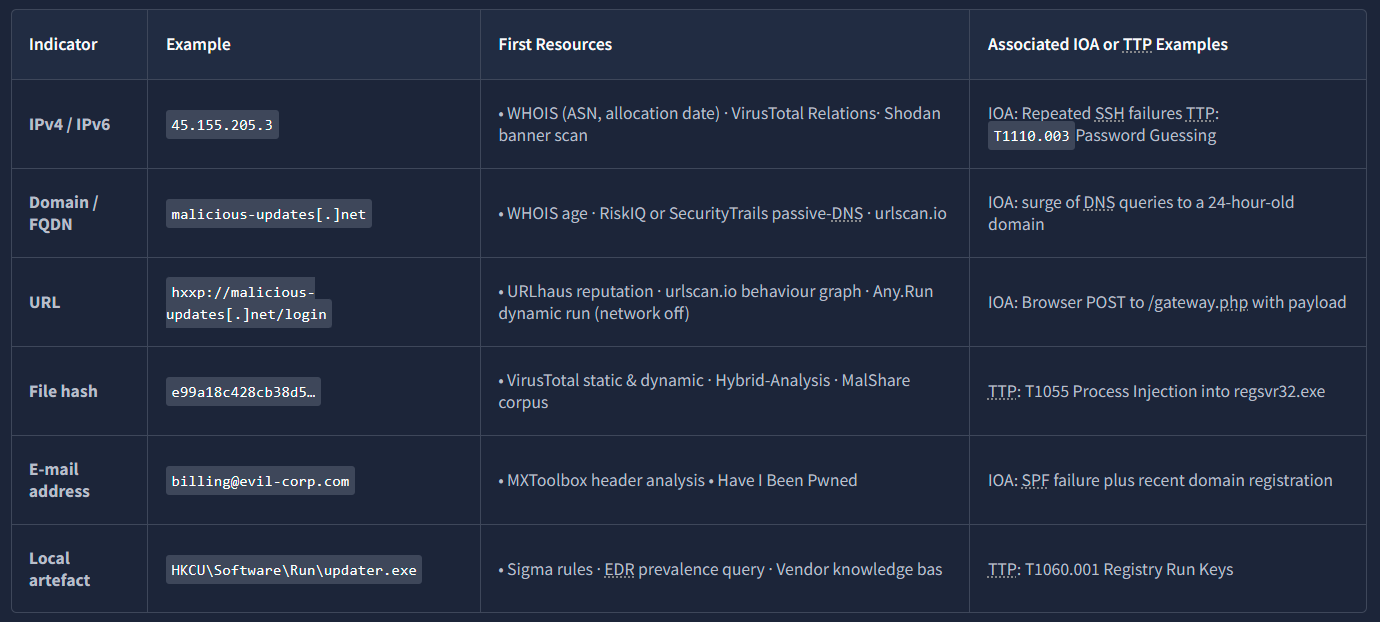 Indicator
Example
First Resources
Associated IOA or TTP Examples
IPv4 / IPv6
45.155.205.3
• WHOIS (ASN, allocation date) · VirusTotal Relations· Shodan
banner scan
IOA: Repeated SSH failures TTP:
T1110.003 Password Guessing
Domain /
FQDN
malicious-updates[.]net
• WHOIS age · RiskIQ or SecurityTrails passive-DNS · urlscan.io
IOA: surge of DNS queries to a 24-hour-old
domain
URL
hxxp://malicious-
updates[.]net/login
• URLhaus reputation · urlscan.io behaviour graph · Any.Run
dynamic run (network off)
IOA: Browser POST to /gateway.php with payload
File hash
e99a18c428cb38d5…
• VirusTotal static & dynamic · Hybrid-Analysis · MalShare
corpus
TTP: T1055 Process Injection into regsvr32.exe
E-mail
address
billing@evil-corp.com
• MXToolbox header analysis • Have I Been Pwned
IOA: SPF failure plus recent domain registration
Local
artefact
HKCU\Software\Run\updater.exe
• Sigma rules · EDR prevalence query · Vendor knowledge bas
TTP: T1060.001 Registry Run Keys